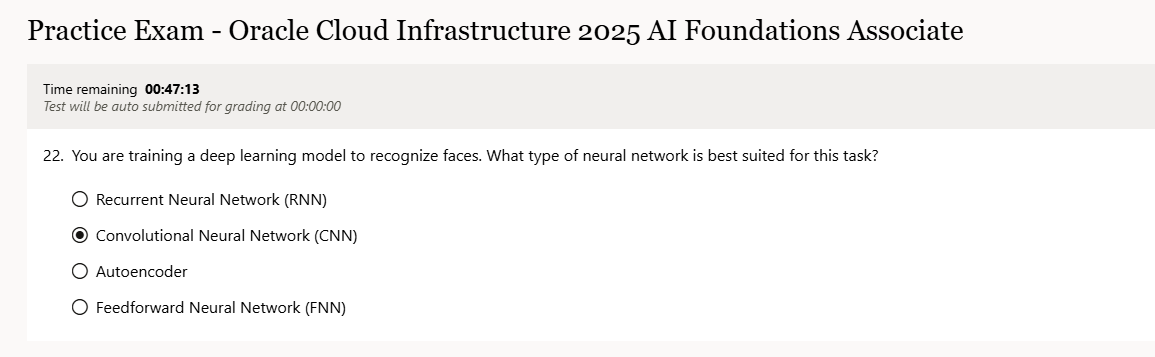 Practice Exam - Oracle Cloud Infrastructure 2025 AI Foundations Associate
Time remaining 00:47:13
Test will be auto submitted for grading at 00:00:00
22. You are training a deep learning model to recognize faces. What type of neural network is best suited for this task?
Recurrent Neural Network (RNN)
Convolutional Neural Network (CNN)
Autoencoder
Feedforward Neural Network (FNN)